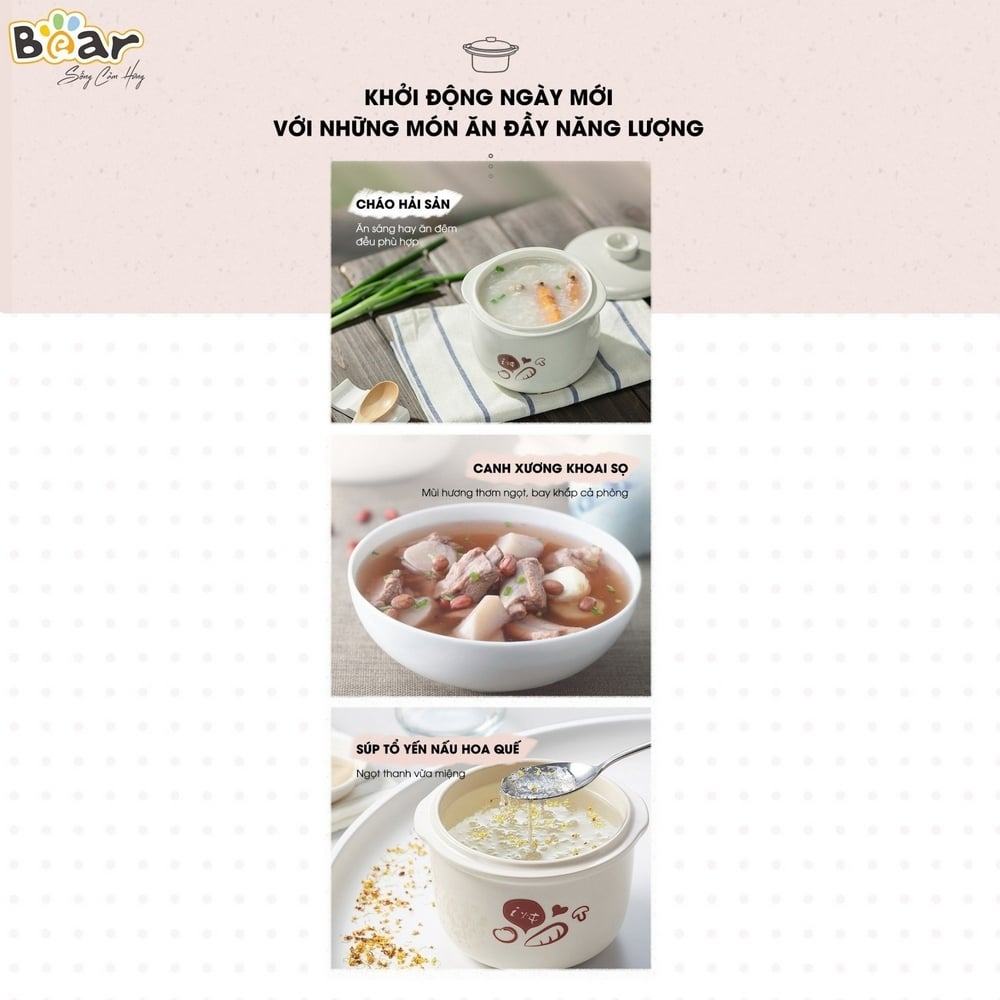 Bear
Sống Cảm Hứng
KHỞI ĐỘNG NGÀY MỚI
VỚI NHỮNG MÓN ĂN ĐẦY NĂNG LƯỢNG
CHÁO HẢI SẢN
Ăn sáng hay ăn đêm
đều phù hợp
CANH XƯƠNG KHOAI SỌ
Mùi hương thơm ngọt, bay khắp cả phòng
SÚP TỔ YẾN NẤU HOA QUẾ
Ngọt thanh vừa miệng